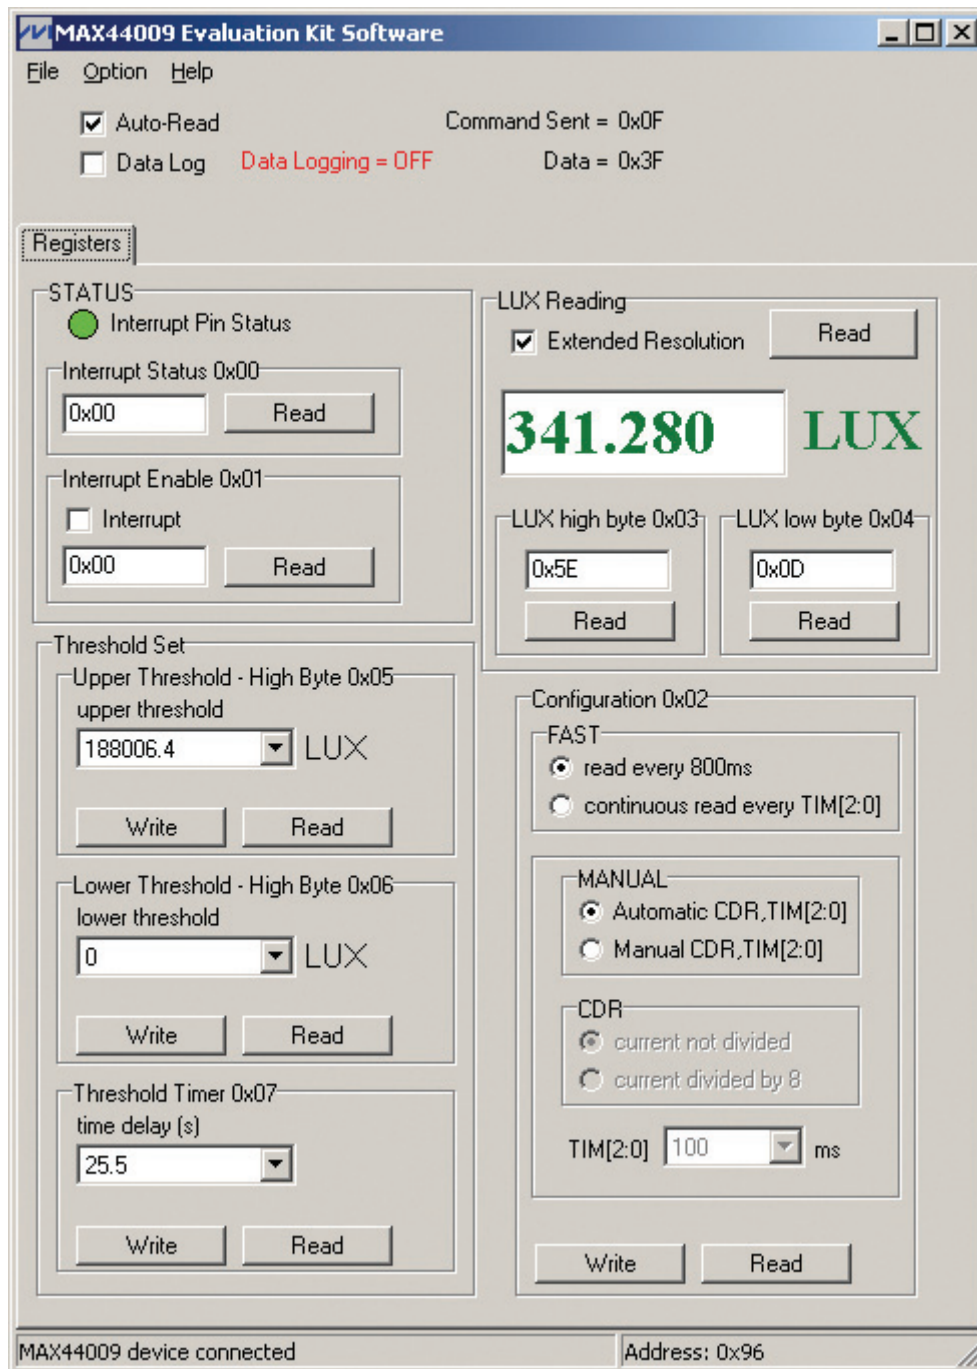 MAX44009 Evaluation Kit Software
File Option Help
Auto-Read
Command Sent = 0x0F
Data Log
Data Logging = OFF
Data = 0x3F
Registers
STATUS
Interrupt Pin Status
Interrupt Status 0x00
0x00 Read
Interrupt Enable 0x01
Interrupt
0x00 Read
LUX Reading
Extended Resolution Read
341.280 LUX
LUX high byte 0x03
0x5E
Read
LUX low byte 0x04
0x0D
Read
Threshold Set
Upper Threshold - High Byte 0x05
upper threshold
188006.4 LUX
Write Read
Lower Threshold - High Byte 0x06
lower threshold
0 LUX
Write Read
Threshold Timer 0x07
time delay (s)
25.5
Write Read
Configuration 0x02
FAST
read every 800ms
continuous read every TIM[2:0]
MANUAL
Automatic CDR,TIM[2:0]
Manual CDR,TIM[2:0]
CDR
current not divided
current divided by 8
TIM[2:0] 100 ms
Write Read
MAX44009 device connected
Address: 0x96